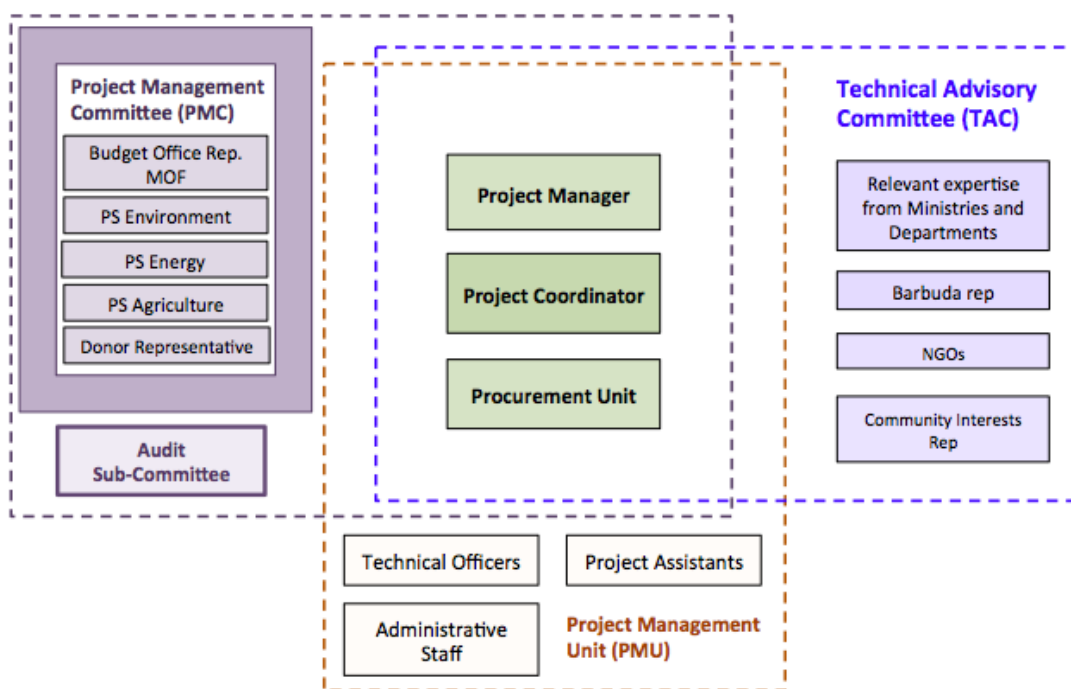 Project Management
Committee (PMC)
Budget Office Rep.
MOF
PS Environment
PS Energy
PS Agriculture
Donor Representative
Audit
Sub-Committee
Project Manager
Project Coordinator
Procurement Unit
Technical Advisory
Committee (TAC)
Relevant expertise
from Ministries and
Departments
Barbuda rep
NGOs
Community Interests
Rep
Technical Officers
Project Assistants
Administrative
Staff
Project Management
Unit (PMU)